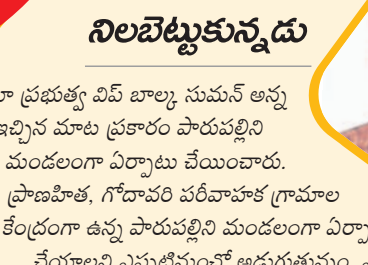 నిలబెట్టుకున్నడు
ప్రభుత్వ విప్ బాల్క సుమన్ అన్న
ఇచ్చిన మాట ప్రకారం పారుపల్లిని
మండలంగా ఏర్పాటు చేయించారు.
ప్రాణహిత, గోదావరి పరీవాహక గ్రామాల
కేంద్రంగా ఉన్న పారుపల్లిని మండలంగా